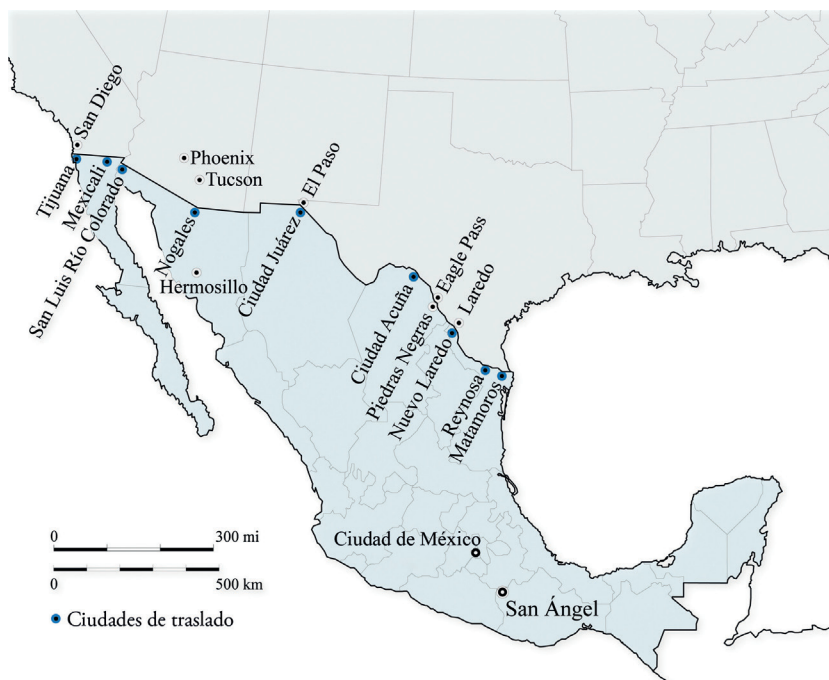 San Diego
Phoenix
Tucson
El Paso
Tijuana
Mexicali
San Luis Río Colorado
Nogales
Hermosillo
Ciudad Juárez
Eagle Pass
Laredo
Ciudad Acuña
Piedras Negras
Nuevo Laredo
Reynosa
Matamoros
Ciudad de México
San Ángel
0 300 mi
0 500 km
Ciudades de traslado